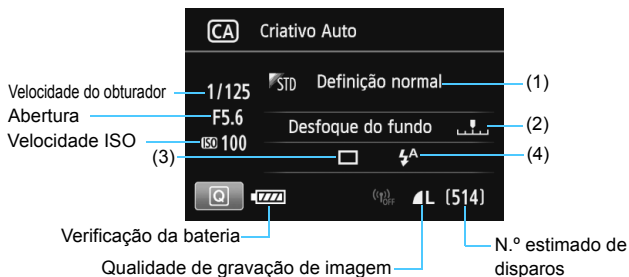 CA Criativo Auto
Velocidade do obturador
1/125
STD Definição normal
(1)
Abertura
F5.6
Desfoque do fundo
(2)
Velocidade ISO
ISO 100
(3)
A
(4)
Q
OFF
L [514]
Verificação da bateria
N.º estimado de
disparos
Qualidade de gravação de imagem